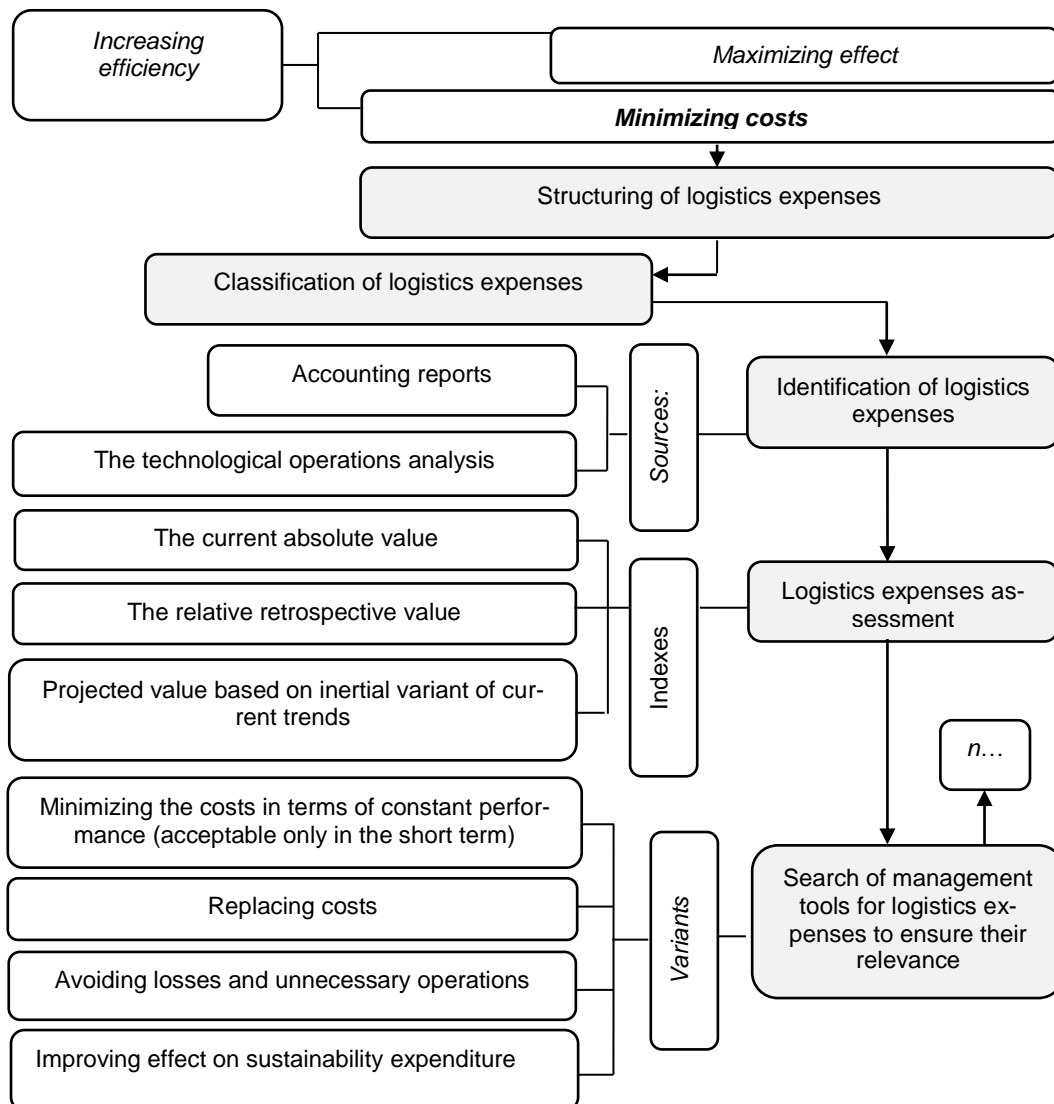 Increasing
efficiency
Maximizing effect
Minimizing costs
Structuring of logistics expenses
Classification of logistics expenses
Accounting reports
The technological operations analysis
Sources:
Identification of logistics
expenses
The current absolute value
The relative retrospective value
Projected value based on inertial variant of cur-
rent trends
Indexes
Logistics expenses as-
sessment
n...
Minimizing the costs in terms of constant perfor-
mance (acceptable only in the short term)
Replacing costs
Avoiding losses and unnecessary operations
Improving effect on sustainability expenditure
Variants
Search of management
tools for logistics ex-
penses to ensure their
relevance